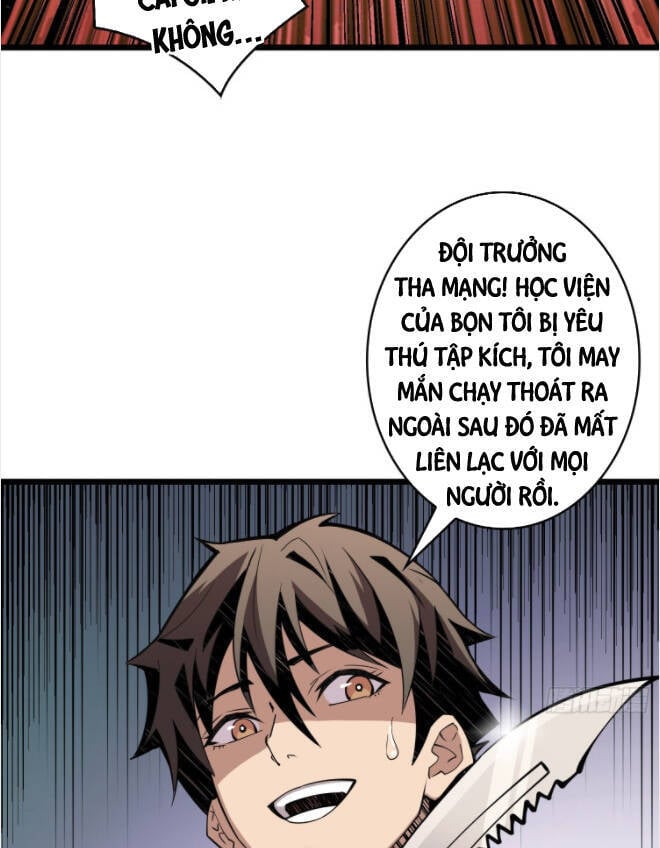 KHÔNG...
ĐỘI TRƯỞNG
THA MẠNG! HỌC VIỆN
CỦA BỌN TÔI BỊ YÊU
THÚ TẬP KÍCH, TÔI MAY
MẮN CHẠY THOÁT RA
NGOÀI SAU ĐÓ ĐÃ MẤT
LIÊN LẠC VỚI MỌI
NGƯỜI RỒI.